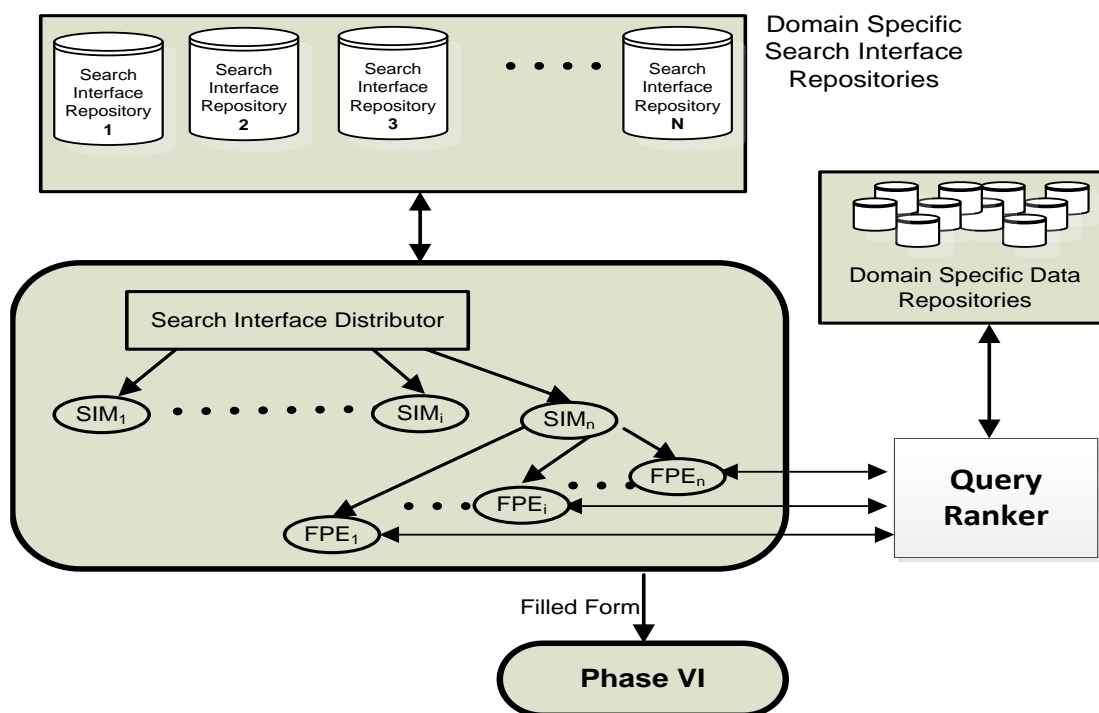 Domain Specific
Search Interface
Repositories
Search
Interface
Repository
1
Search
Interface
Repository
2
Search
Interface
Repository
3
Search
Interface
Repository
N
Domain Specific Data
Repositories
Search Interface Distributor
SIM₁
SIMᵢ
SIMₙ
FPEₙ
FPEᵢ
FPE₁
Query
Ranker
Filled Form
Phase VI